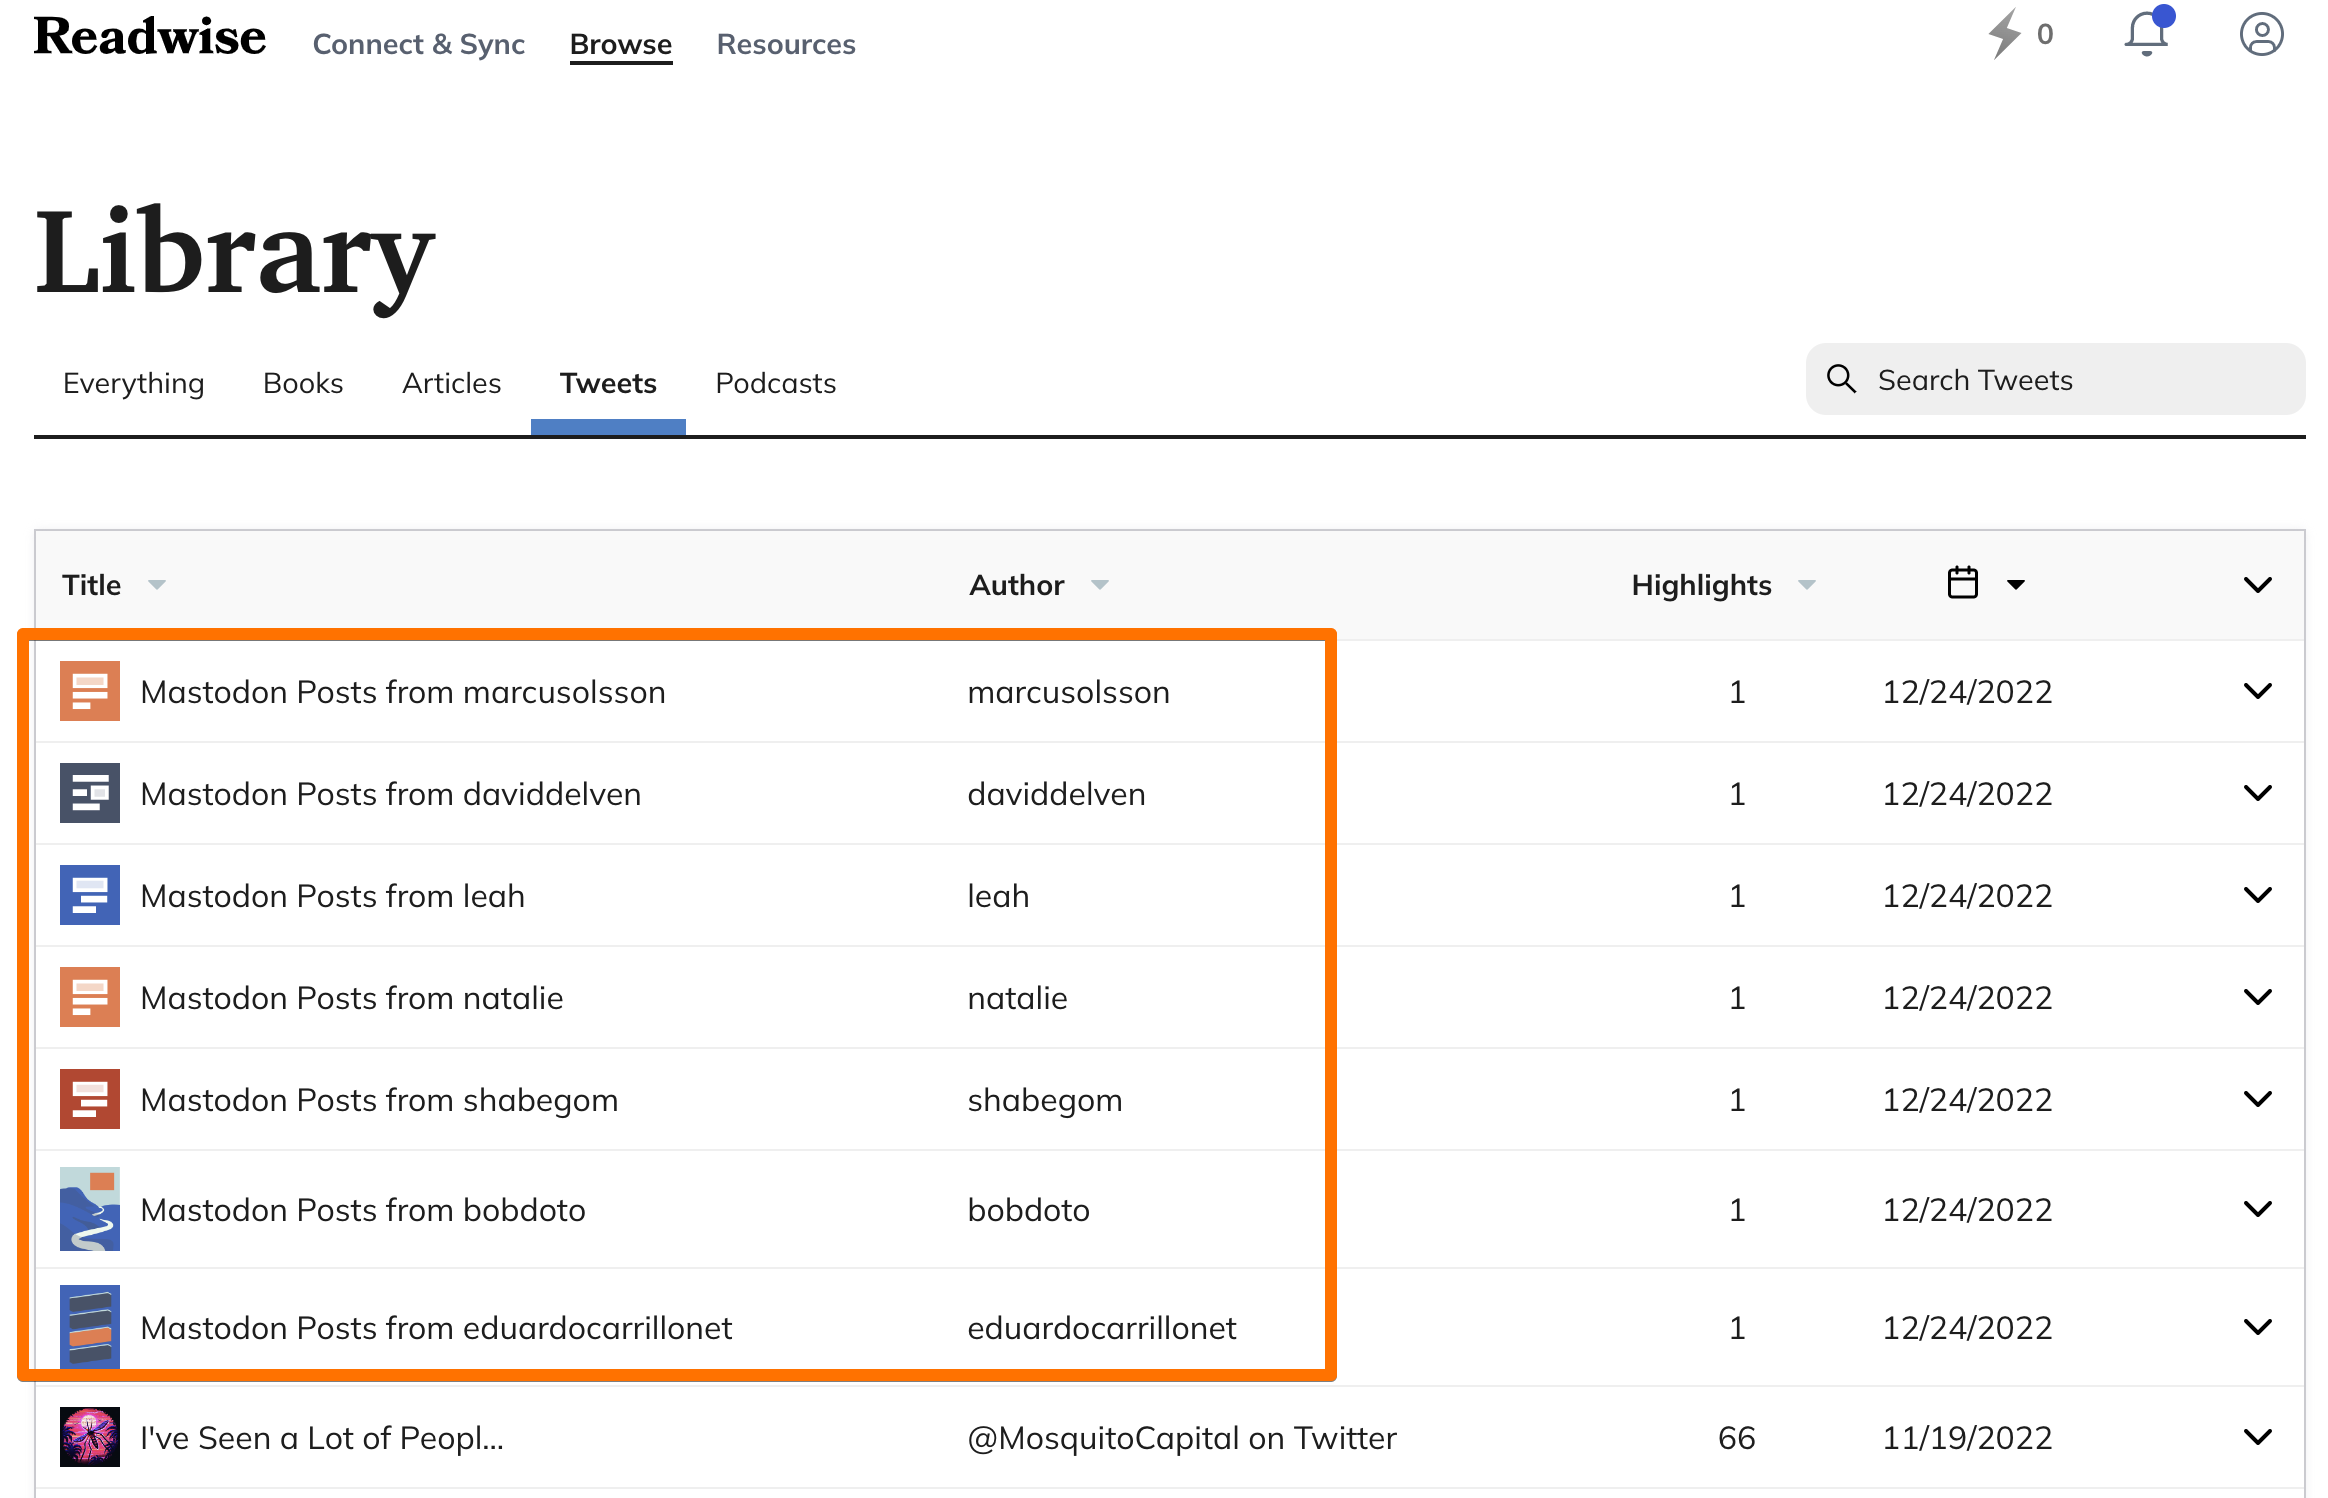 Readwise Connect & Sync Browse Resources 0
Library
Everything Books Articles Tweets Podcasts Search Tweets
Title Author Highlights
Mastodon Posts from marcusolsson marcusolsson 1 12/24/2022
Mastodon Posts from daviddelven daviddelven 1 12/24/2022
Mastodon Posts from leah leah 1 12/24/2022
Mastodon Posts from natalie natalie 1 12/24/2022
Mastodon Posts from shabegom shabegom 1 12/24/2022
Mastodon Posts from bobdoto bobdoto 1 12/24/2022
Mastodon Posts from eduardocarrillonet eduardocarrillonet 1 12/24/2022
I've Seen a Lot of Peopl... @MosquitoCapital on Twitter 66 11/19/2022